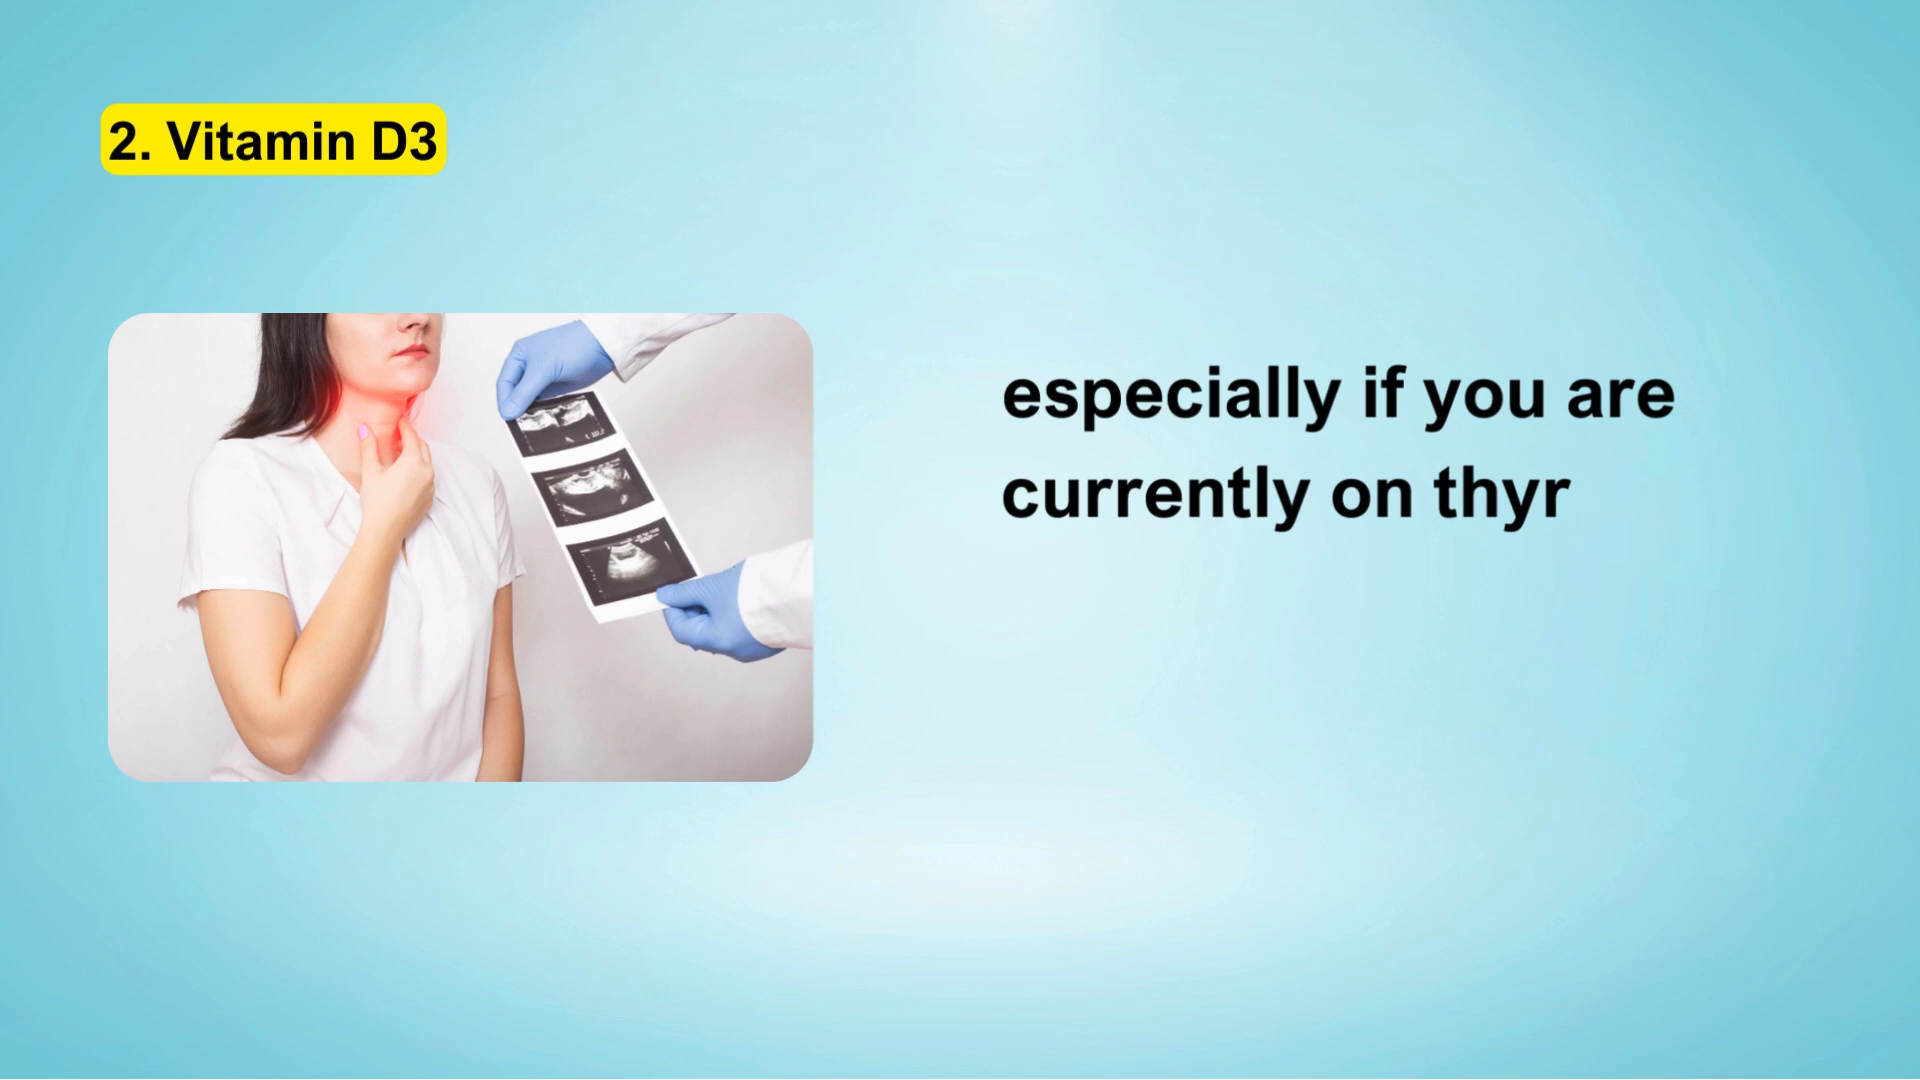 2. Vitamin D3
especially if you are
currently on thyr